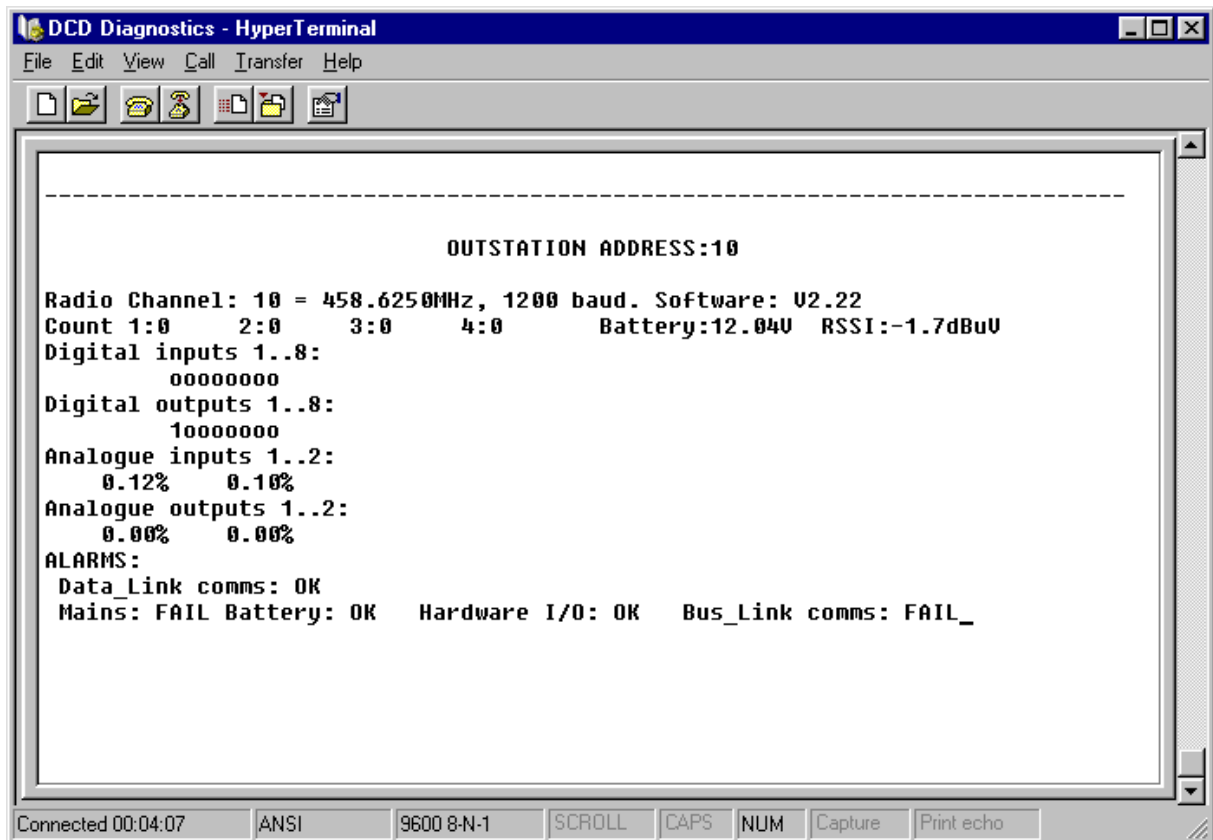 DCD Diagnostics - HyperTerminal
File Edit View Call Transfer Help
--------------------------------------------------------------------------------
OUTSTATION ADDRESS:10
Radio Channel: 10 = 458.6250MHz, 1200 baud. Software: V2.22
Count 1:0 2:0 3:0 4:0 Battery:12.04V RSSI:-1.7dBuV
Digital inputs 1..8:
oooooooo
Digital outputs 1..8:
1ooooooo
Analogue inputs 1..2:
0.12% 0.10%
Analogue outputs 1..2:
0.00% 0.00%
ALARMS:
Data_Link comms: OK
Mains: FAIL Battery: OK Hardware I/O: OK Bus_Link comms: FAIL_
Connected 00:04:07 ANSI 9600 8-N-1 SCROLL CAPS NUM Capture Print echo